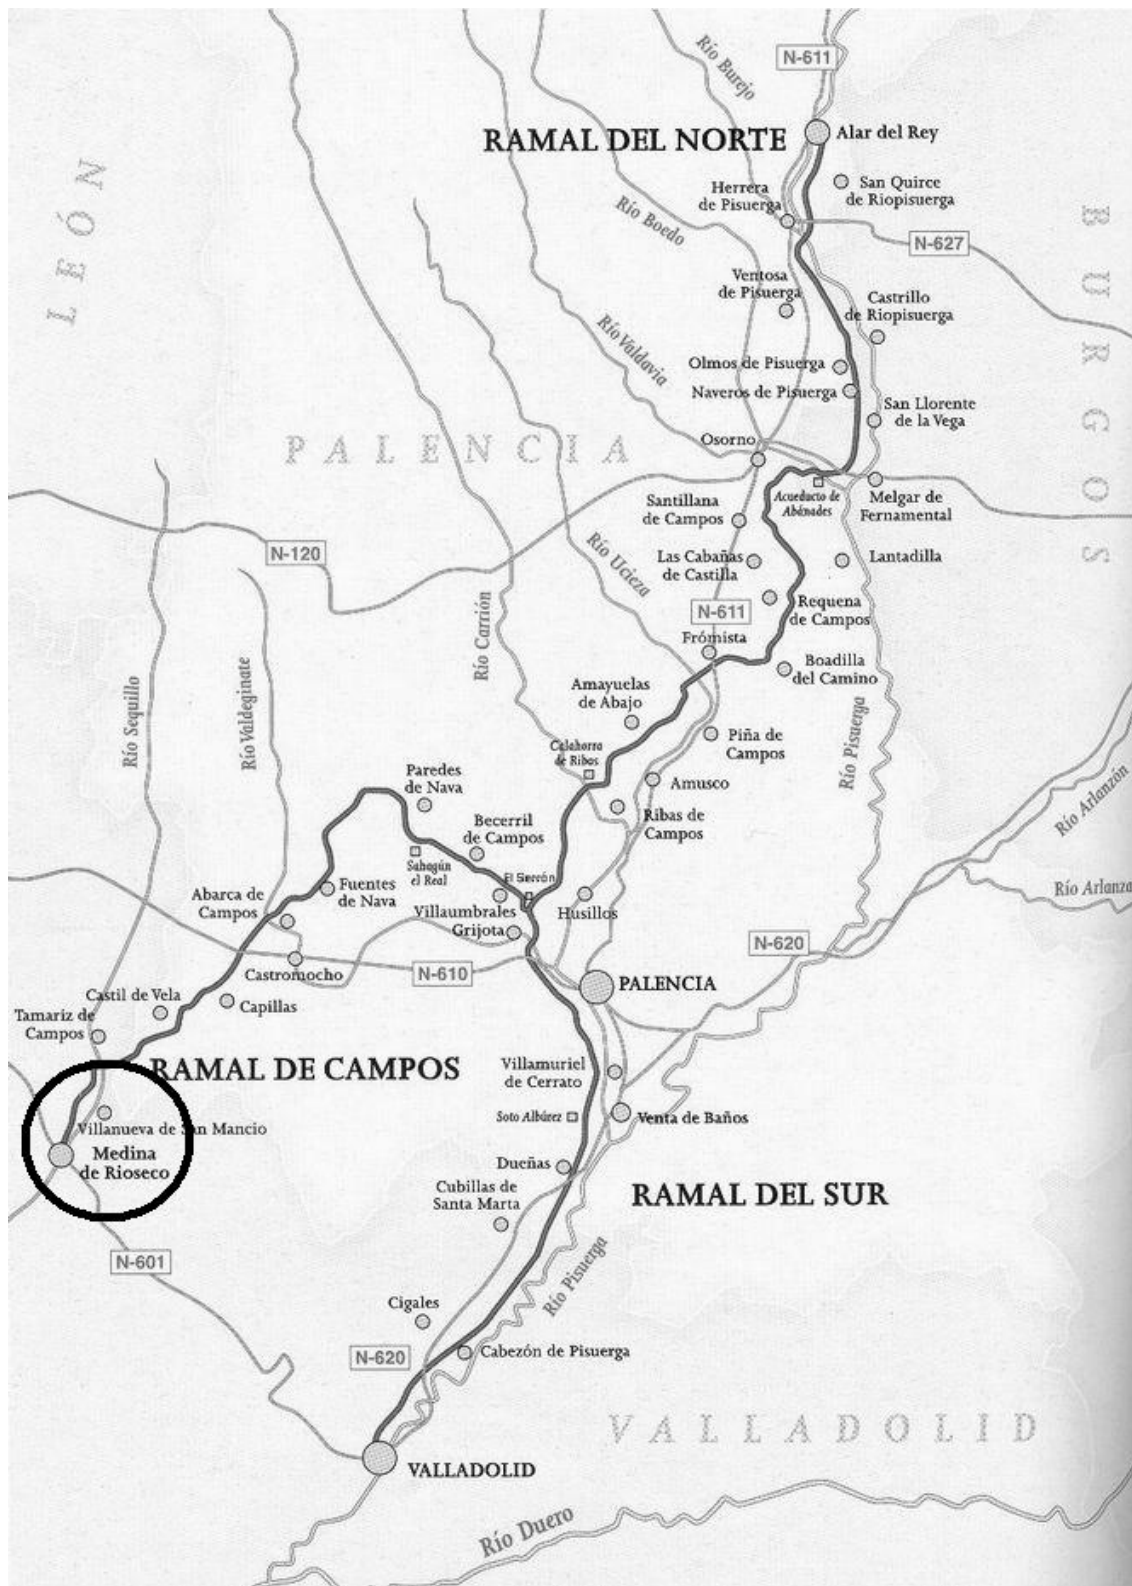 N-611
Río Burejo
RAMAL DEL NORTE
Alar del Rey
San Quirce
de Riopisuerga
Herrera
de Pisuerga
Río Boedo
N-627
LEÓN
BURGOS
Ventosa
de Pisuerga
Castrillo
de Riopisuerga
Río Valdavia
Olmos de Pisuerga
Naveros de Pisuerga
San Llorente
de la Vega
Osorno
PALENCIA
Acueducto de
Abánades
Melgar de
Fernamental
Santillana
de Campos
N-120
Río Ucieza
Las Cabañas
de Castilla
Lantadilla
Requena
de Campos
N-611
Río Carrión
Frómista
Boadilla
del Camino
Río Sequillo
Río Valdeginate
Amayuelas
de Abajo
Río Pisuerga
Piña de
Campos
Calahorra
de Ribas
Paredes
de Nava
Amusco
Río Arlanzón
Becerril
de Campos
Ribas de
Campos
Sahagún
el Real
El Serrón
Río Arlanza
Abarca de
Campos
Fuentes
de Nava
Villaumbrales
Husillos
Grijota
N-620
Castromocho
N-610
PALENCIA
Castil de Vela
Capillas
Tamariz de
Campos
RAMAL DE CAMPOS
Villamuriel
de Cerrato
Soto Albúrez
Venta de Baños
Villanueva de San Mancio
Medina
de Rioseco
Dueñas
Cubillas de
Santa Marta
RAMAL DEL SUR
N-601
Río Pisuerga
Cigales
N-620
Cabezón de Pisuerga
VALLADOLID
VALLADOLID
Río Duero